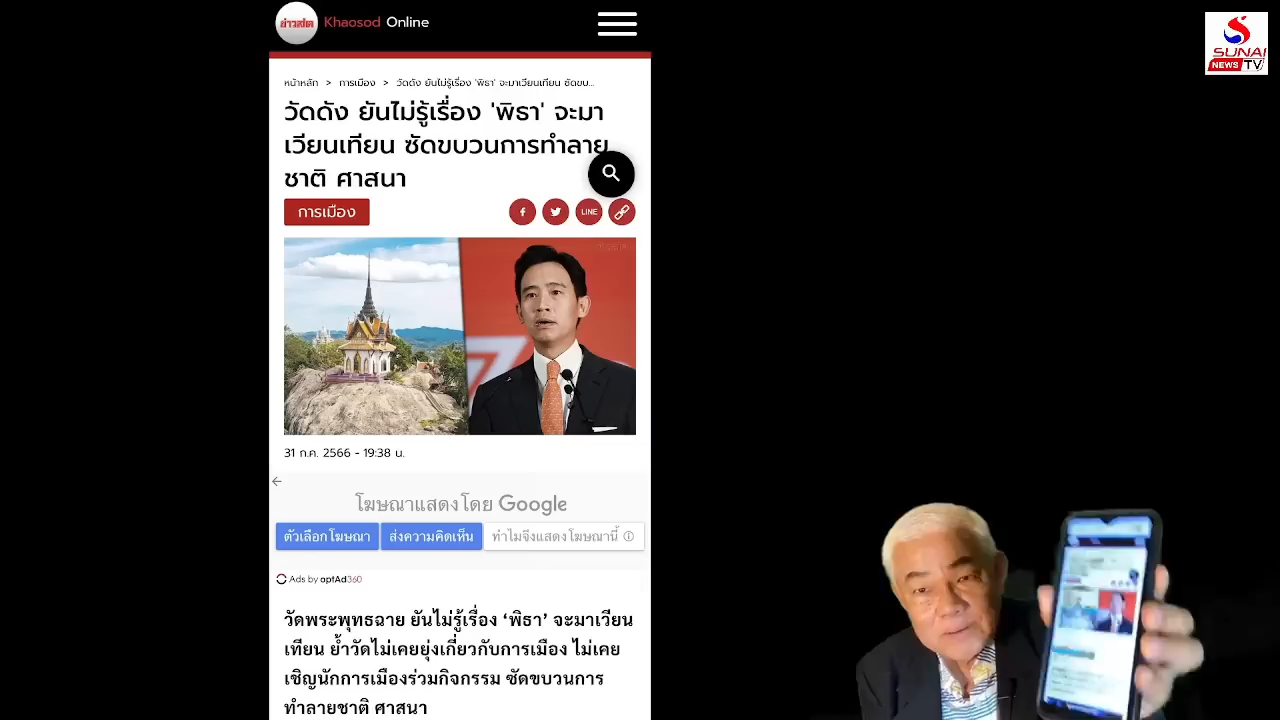 ข่าวสด Khaosod Online
SUNAI
NEWS TV
หน้าหลัก > การเมือง > วัดดัง ยันไม่รู้เรื่อง 'พิธา' จะมาเวียนเทียน ซัดขบ...
วัดดัง ยันไม่รู้เรื่อง 'พิธา' จะมา
เวียนเทียน ซัดขบวนการทำลาย
ชาติ ศาสนา
การเมือง
LINE
31 ก.ค. 2566 - 19:38 น.
โฆษณาแสดงโดย Google
ตัวเลือกโฆษณา ส่งความคิดเห็น ทำไมจึงแสดงโฆษณานี้
Ads by optAd360
วัดพระพุทธฉาย ยันไม่รู้เรื่อง ‘พิธา’ จะมาเวียน
เทียน ย้ำวัดไม่เคยยุ่งเกี่ยวกับการเมือง ไม่เคย
เชิญนักการเมืองร่วมกิจกรรม ซัดขบวนการ
ทำลายชาติ ศาสนา